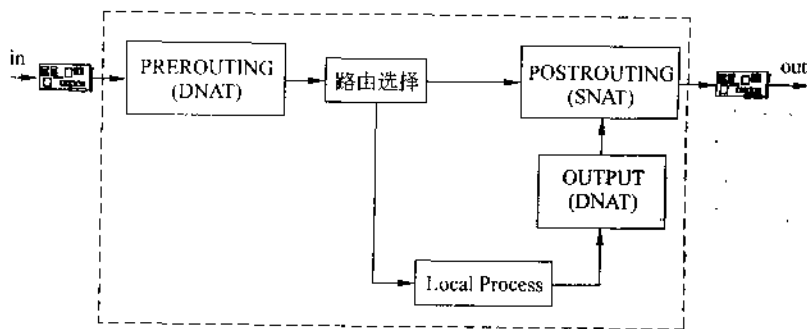 in
PREROUTING
(DNAT)
路由选择
POSTROUTING
(SNAT)
out
OUTPUT
(DNAT)
Local Process